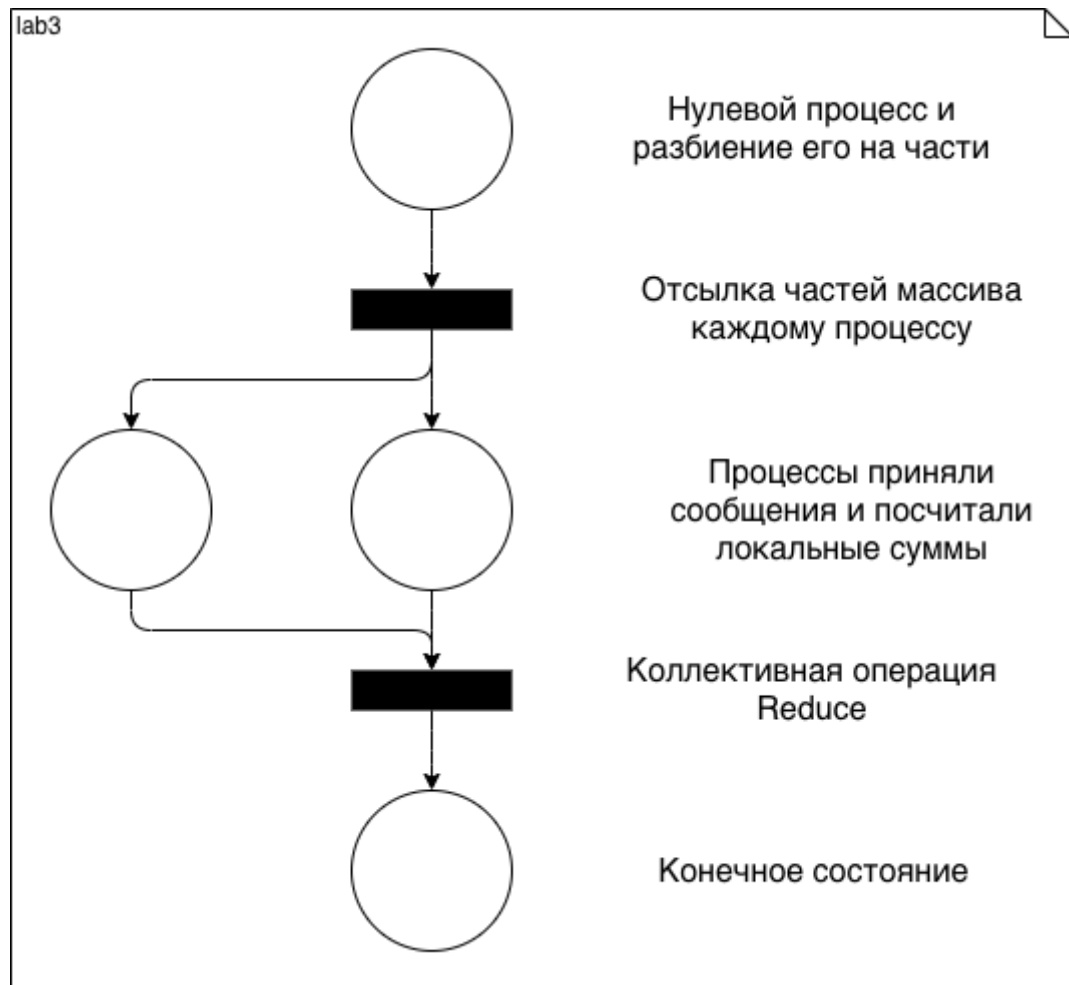 lab3
Нулевой процесс и
разбиение его на части
Отсылка частей массива
каждому процессу
Процессы приняли
сообщения и посчитали
локальные суммы
Коллективная операция
Reduce
Конечное состояние